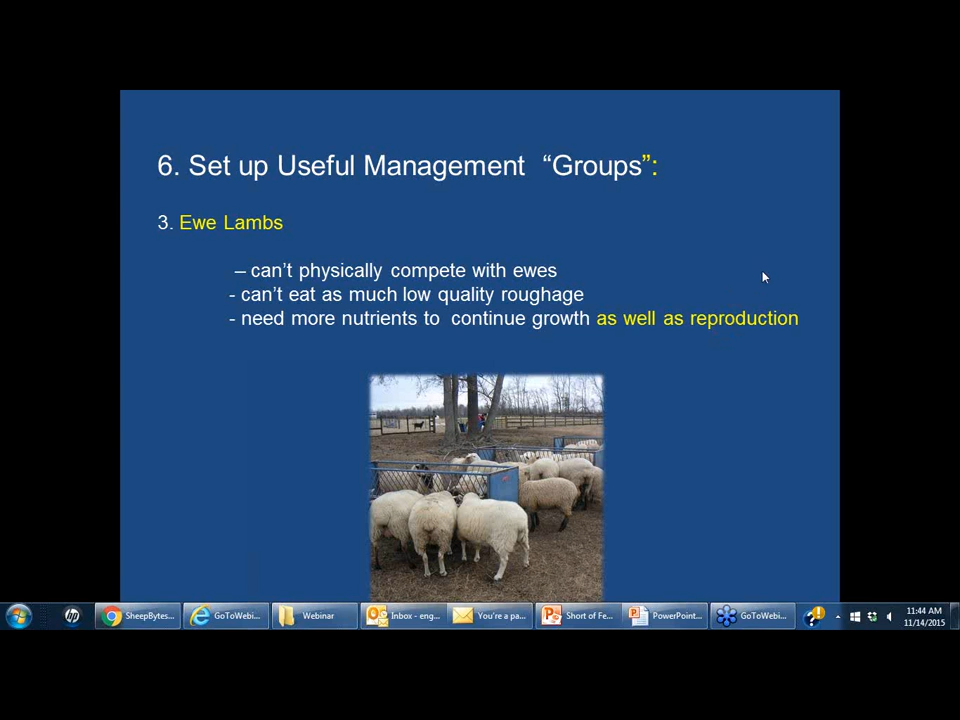 6. Set up Useful Management “Groups”:
3. Ewe Lambs
– can’t physically compete with ewes
- can’t eat as much low quality roughage
- need more nutrients to continue growth as well as reproduction
SheepBytes... GoToWebi... Webinar Inbox - eng... You're a pa... Short of Fe... PowerPoint... GoToWebi... 11:44 AM
11/14/2015